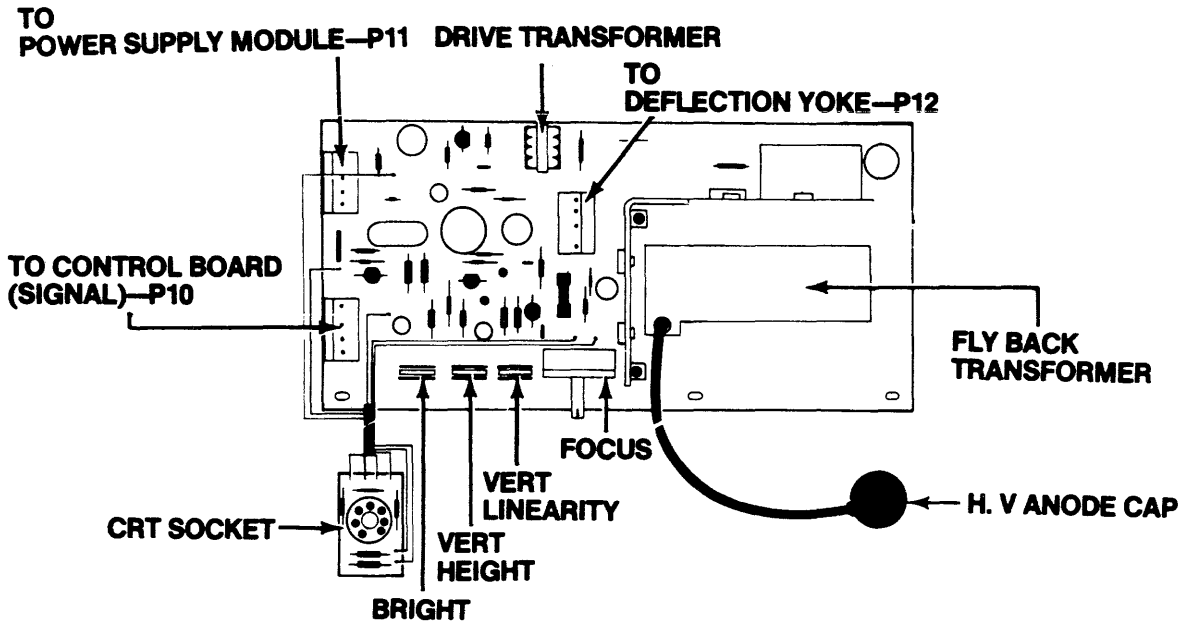 TO
POWER SUPPLY MODULE—P11
DRIVE TRANSFORMER
TO
DEFLECTION YOKE—P12
TO CONTROL BOARD
(SIGNAL)—P10
FLY BACK
TRANSFORMER
FOCUS
VERT
LINEARITY
H. V ANODE CAP
CRT SOCKET
VERT
HEIGHT
BRIGHT